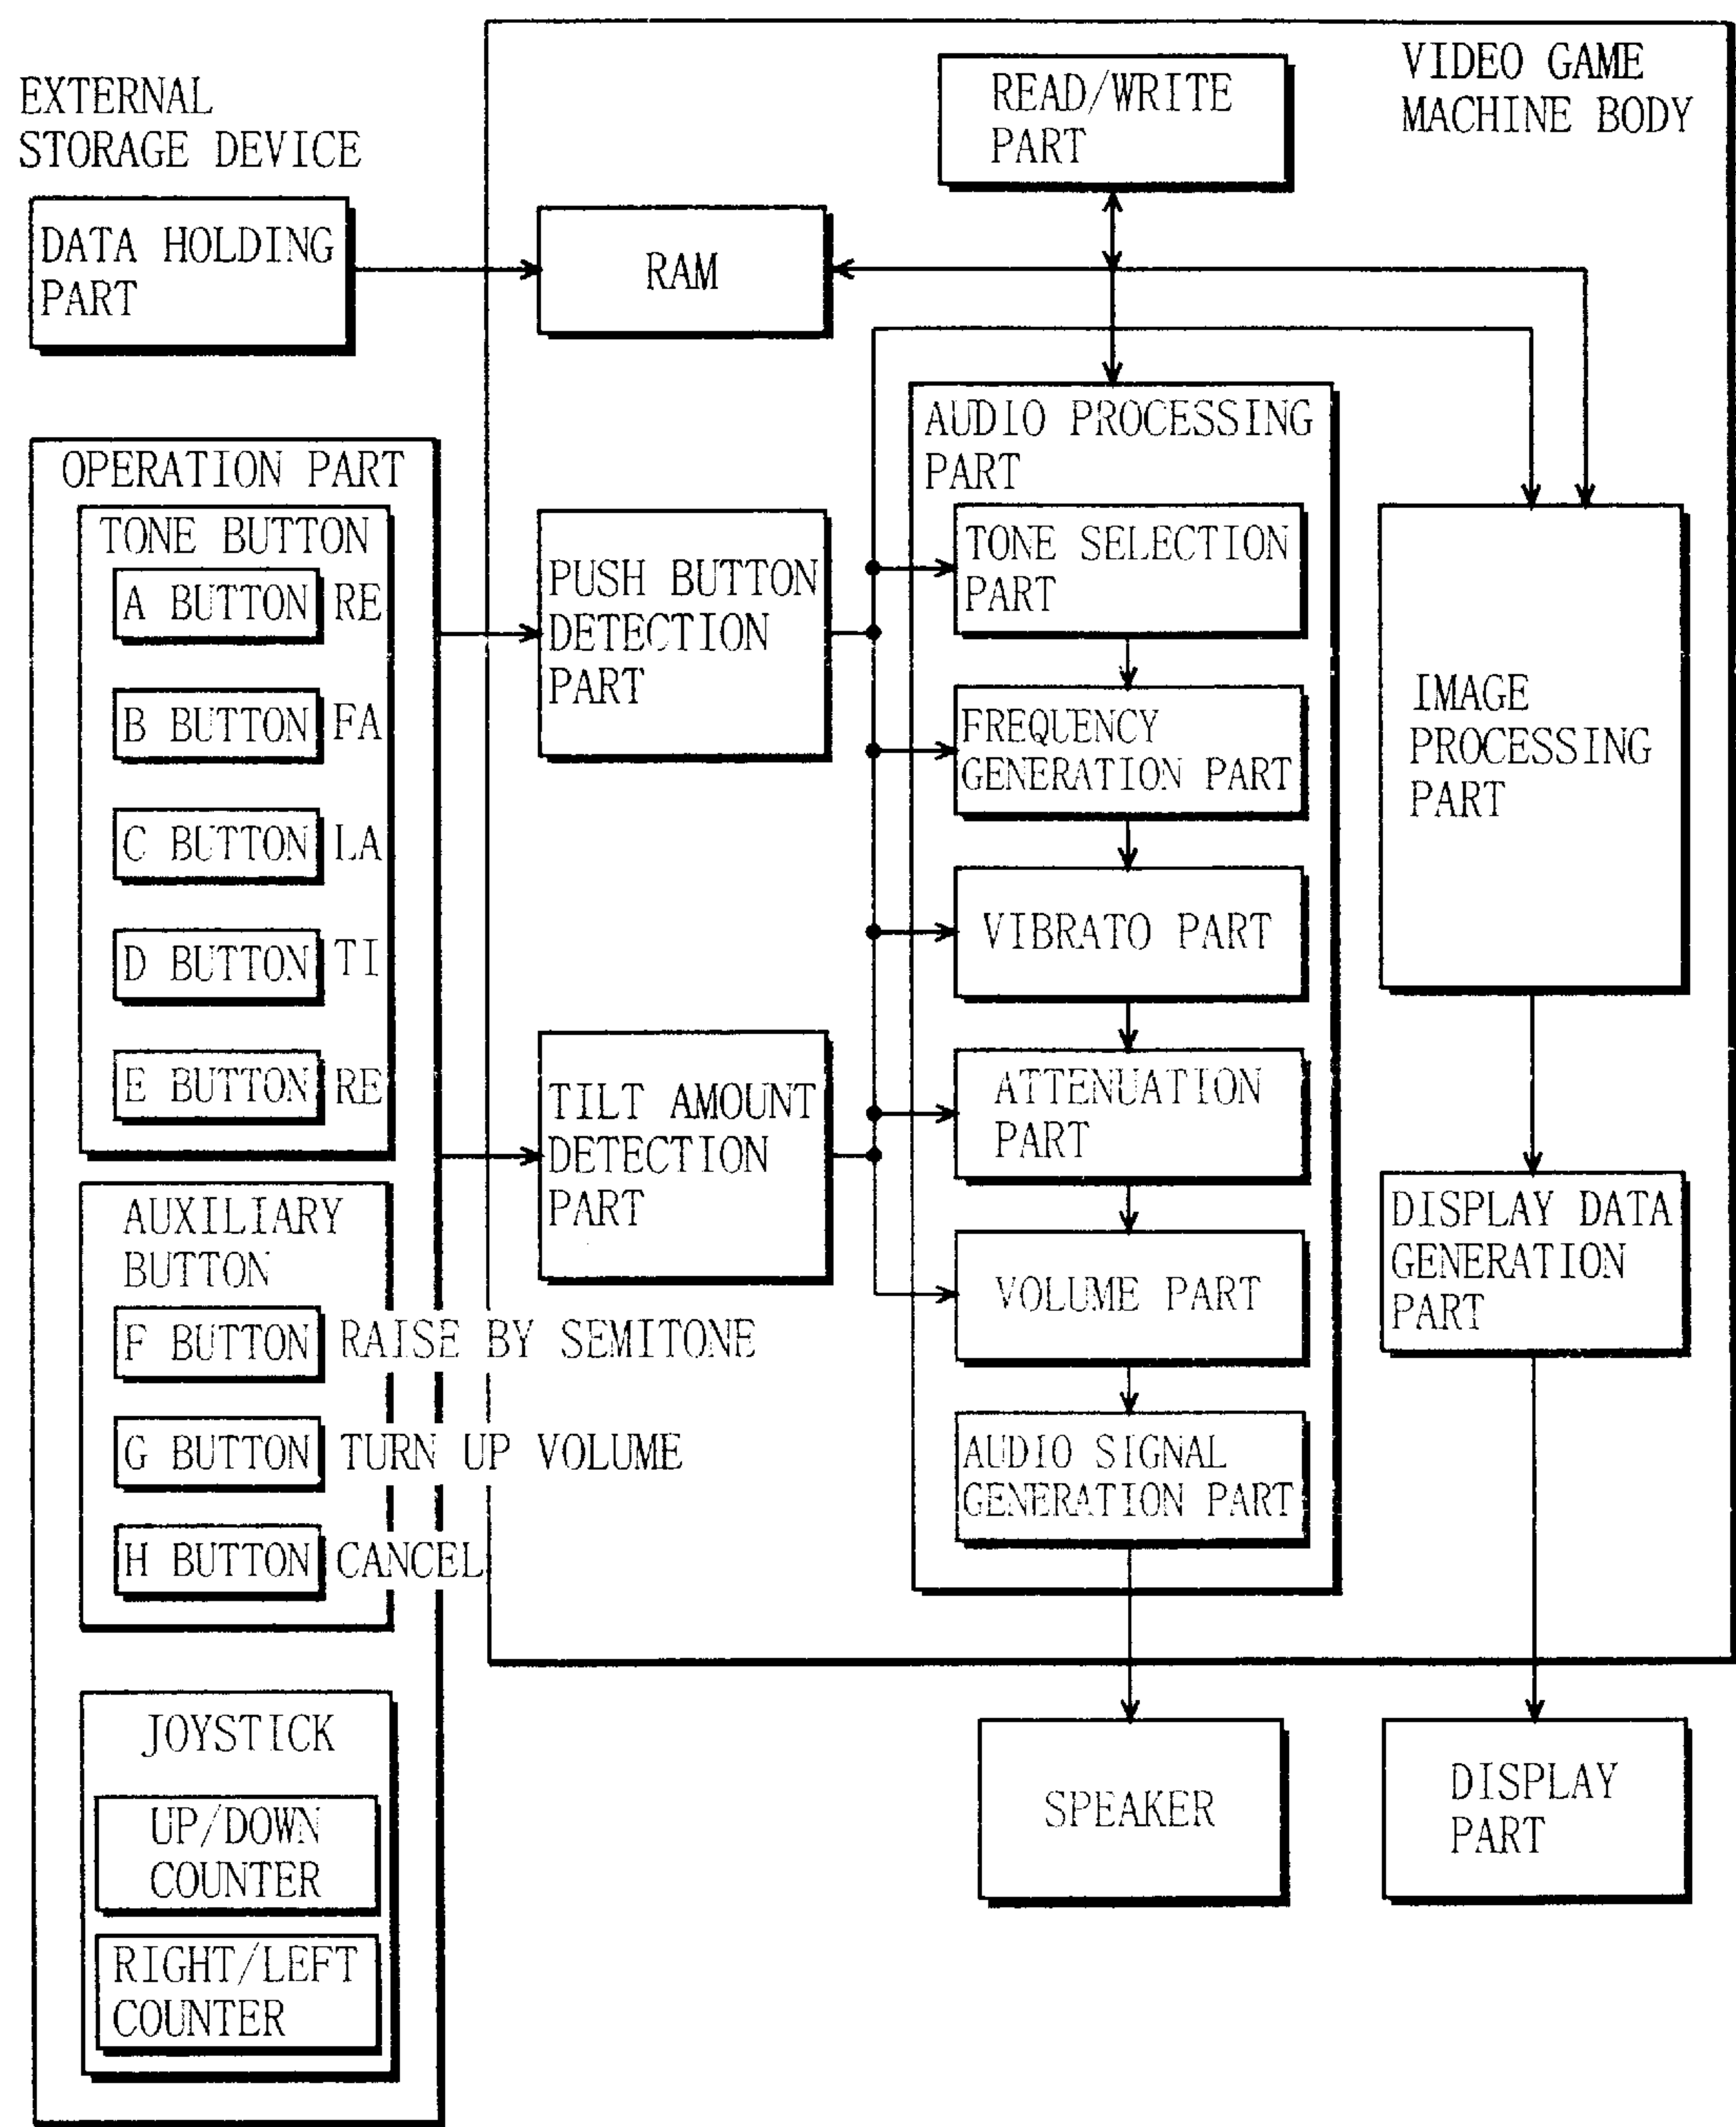 VIDEO GAME
MACHINE BODY
READ/WRITE
PART
EXTERNAL
STORAGE DEVICE
DATA HOLDING
PART
RAM
OPERATION PART
TONE BUTTON
A BUTTON RE
B BUTTON FA
C BUTTON LA
D BUTTON TI
E BUTTON RE
AUXILIARY
BUTTON
F BUTTON RAISE BY SEMITONE
G BUTTON TURN UP VOLUME
H BUTTON CANCEL
JOYSTICK
UP/DOWN
COUNTER
RIGHT/LEFT
COUNTER
PUSH BUTTON
DETECTION
PART
TILT AMOUNT
DETECTION
PART
AUDIO PROCESSING
PART
TONE SELECTION
PART
FREQUENCY
GENERATION PART
VIBRATO PART
ATTENUATION
PART
VOLUME PART
AUDIO SIGNAL
GENERATION PART
IMAGE
PROCESSING
PART
DISPLAY DATA
GENERATION
PART
SPEAKER
DISPLAY
PART